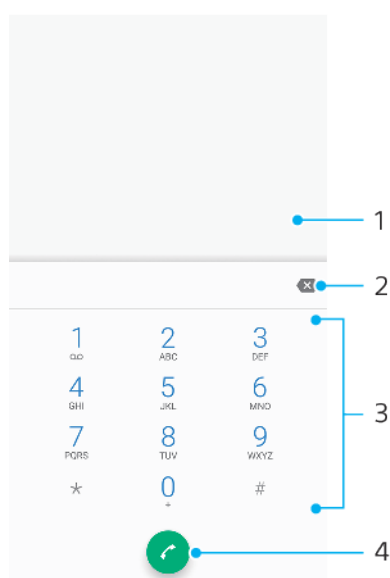 1
2
1 2 3
ABC DEF
4 5 6
GHI JKL MNO
3
7 8 9
PQRS TUV WXYZ
* 0 #
+
4